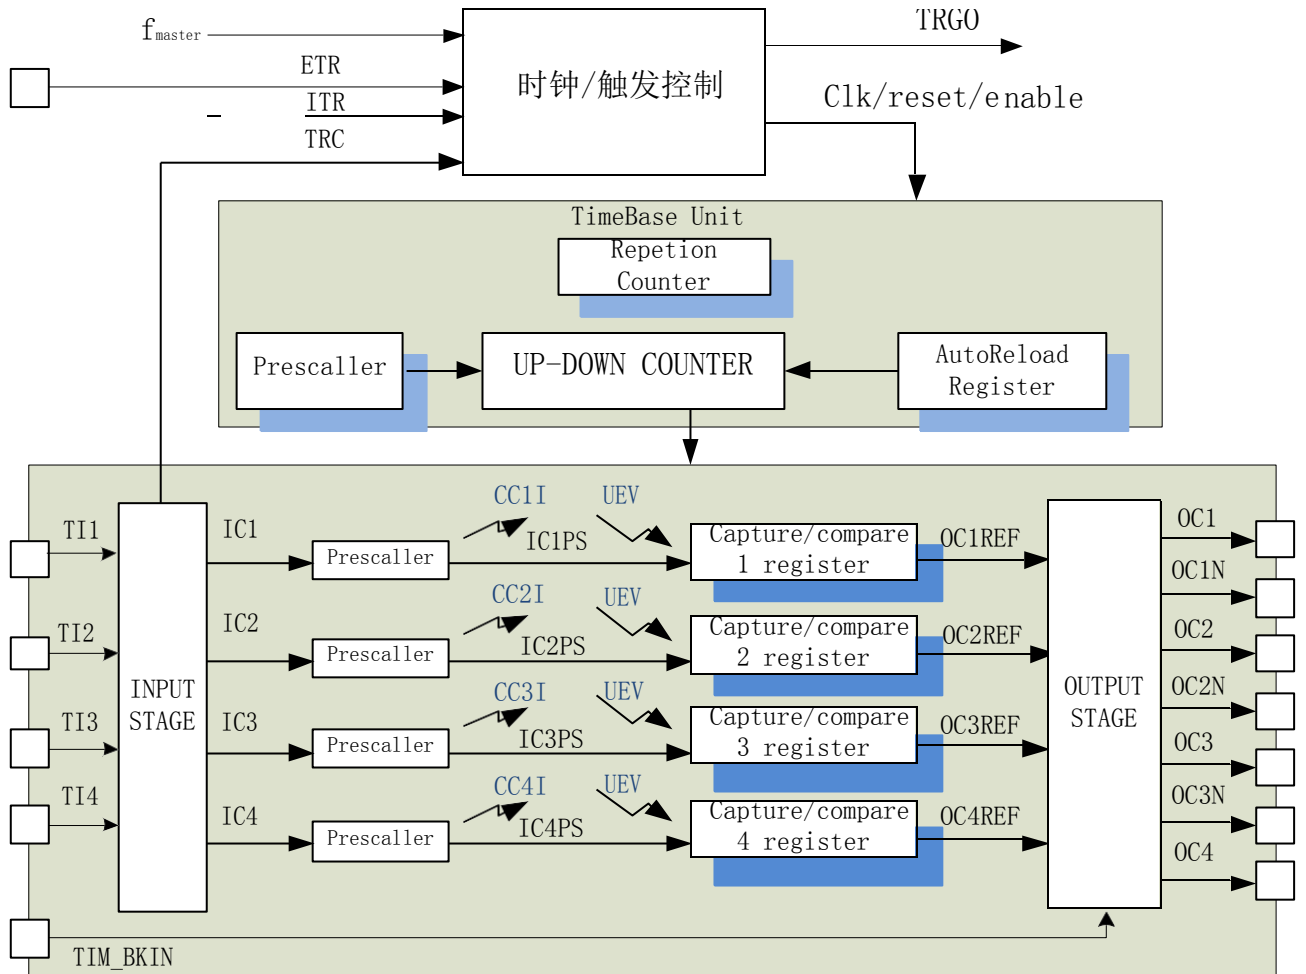 TRGO
fmaster
ETR
时钟/触发控制
ITR
Clk/reset/enable
TRC
TimeBase Unit
Repetion
Counter
Prescaller
UP-DOWN COUNTER
AutoReload
Register
CC1I
UEV
TI1
IC1
Prescaller
IC1PS
Capture/compare
1 register
OC1REF
OC1
OC1N
CC2I
UEV
TI2
IC2
Prescaller
IC2PS
Capture/compare
2 register
OC2REF
OC2
INPUT
STAGE
OUTPUT
STAGE
OC2N
CC3I
UEV
TI3
IC3
Prescaller
IC3PS
Capture/compare
3 register
OC3REF
OC3
CC4I
UEV
TI4
IC4
Prescaller
IC4PS
Capture/compare
4 register
OC4REF
OC3N
OC4
TIM_BKIN